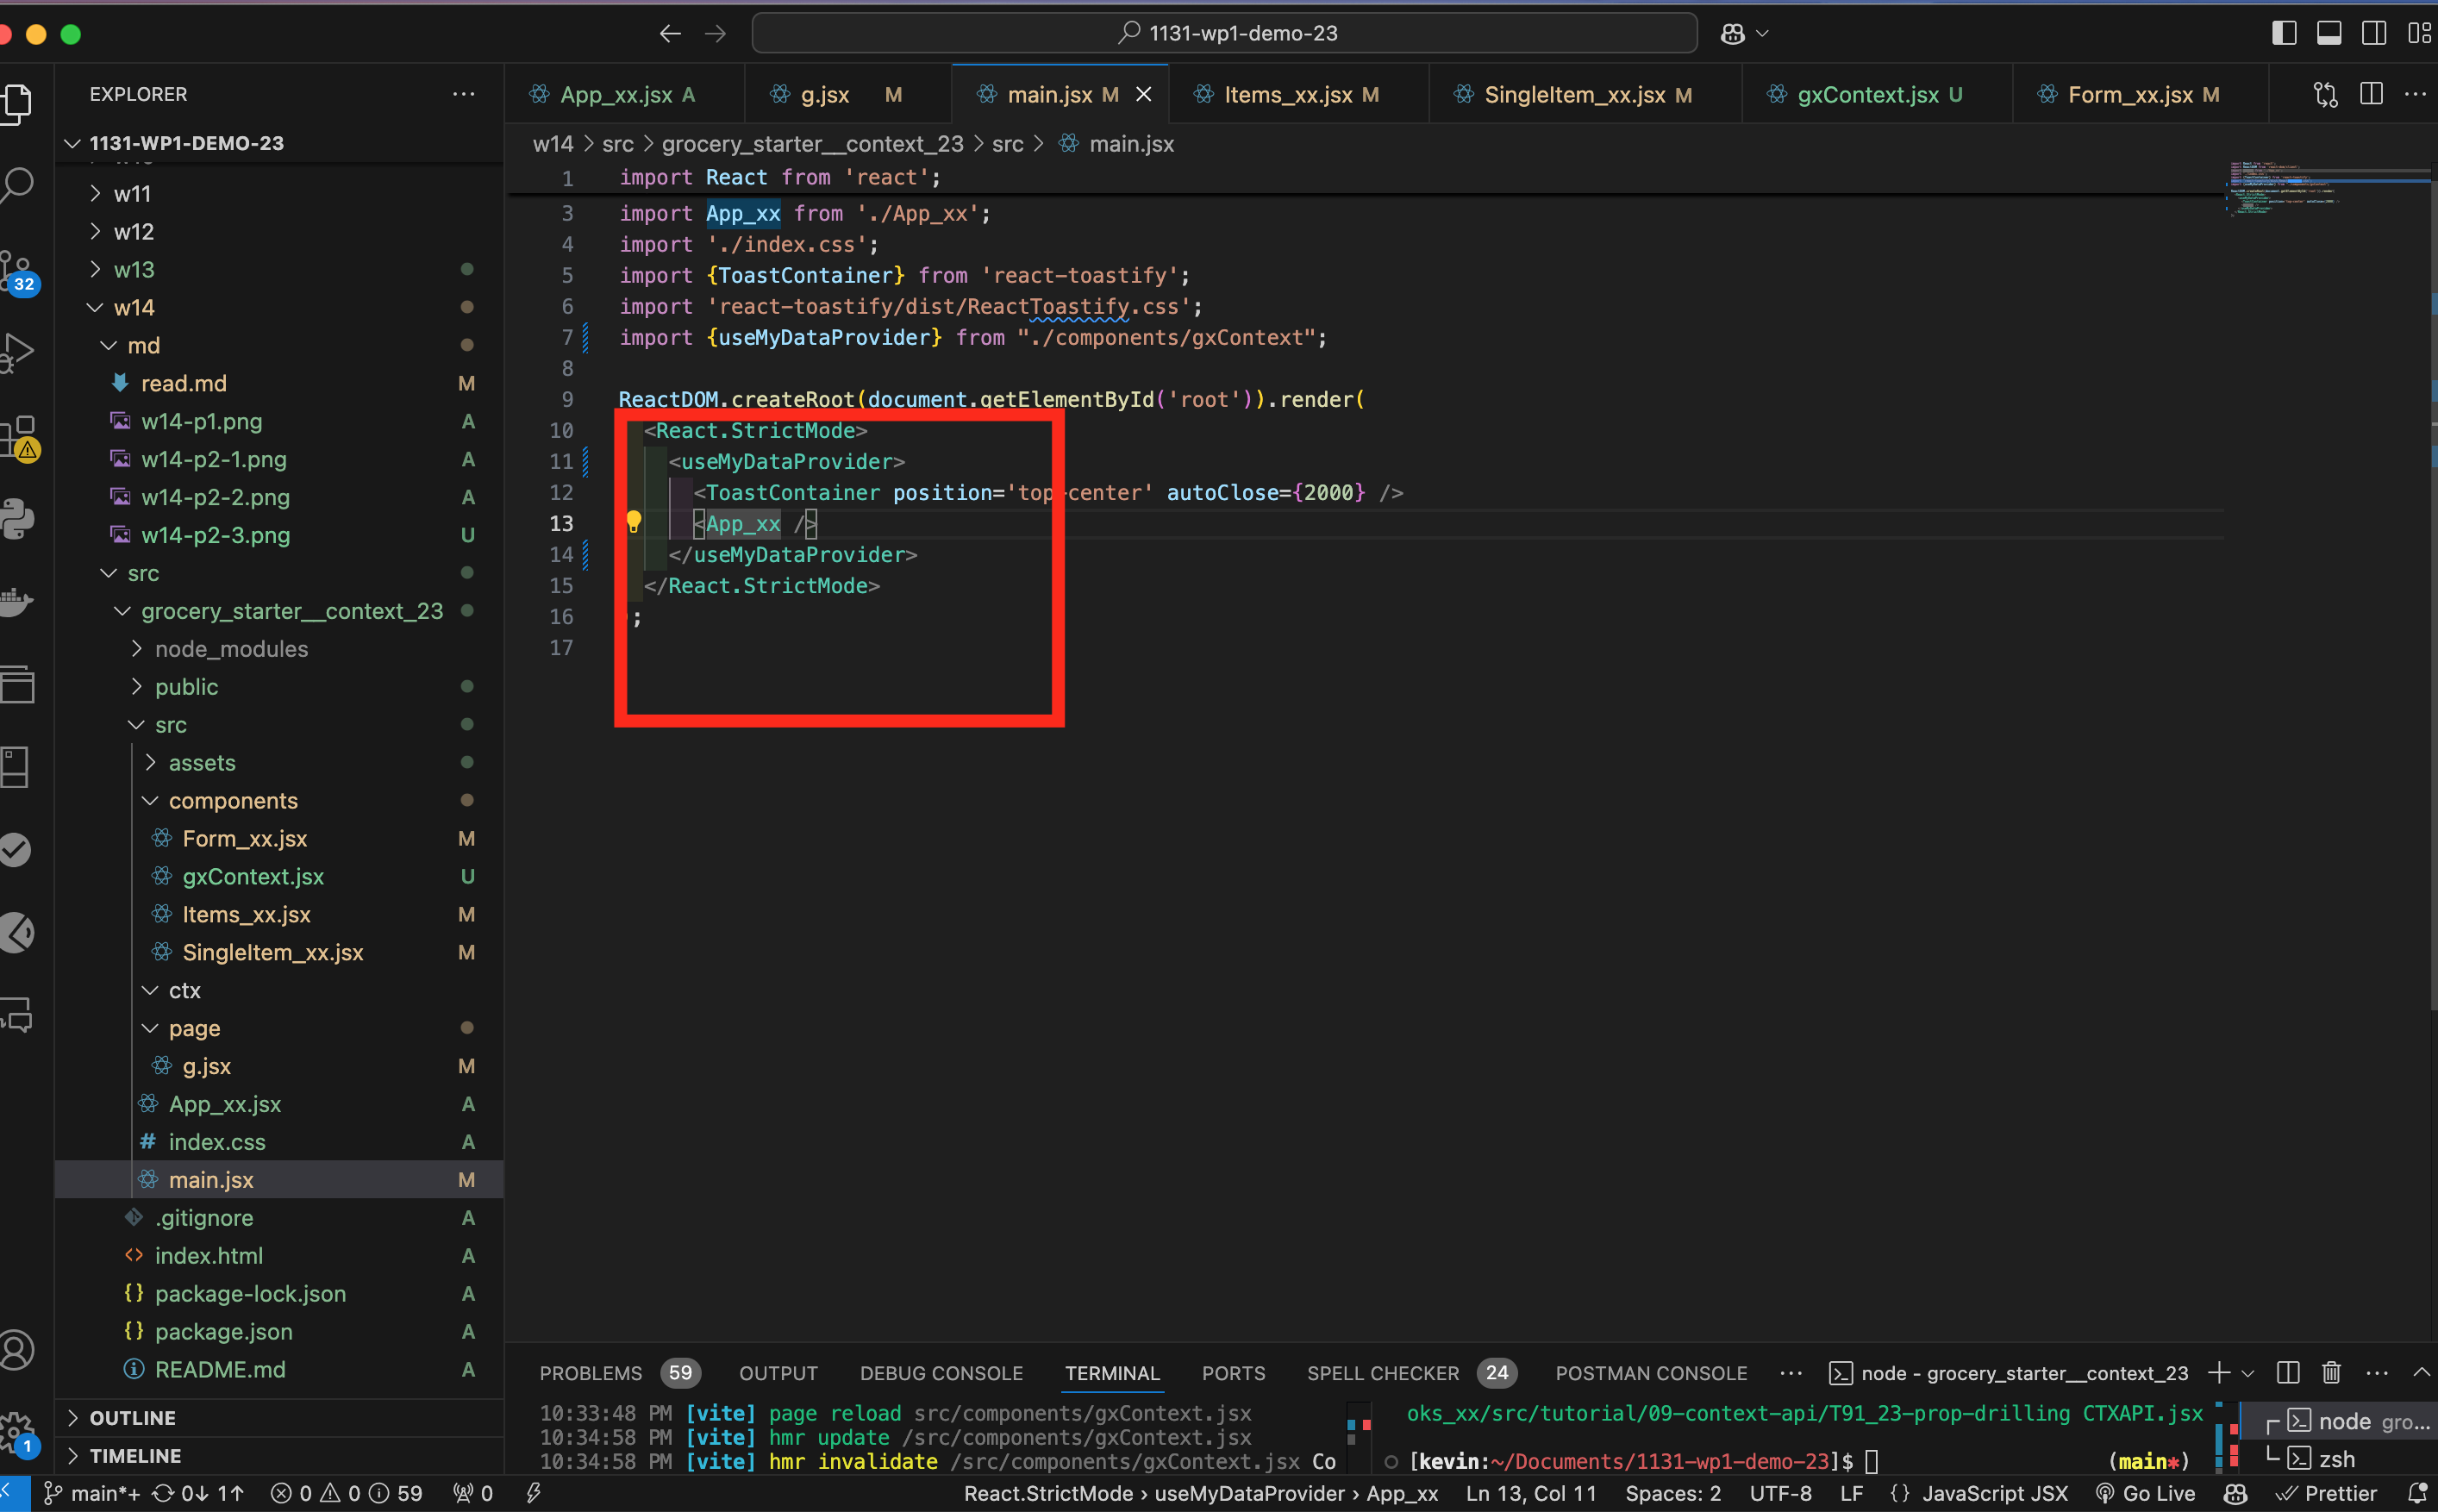 1131-wp1-demo-23
EXPLORER
1131-WP1-DEMO-23
w11
w12
w13
w14
md
read.md M
w14-p1.png A
w14-p2-1.png A
w14-p2-2.png A
w14-p2-3.png U
src
grocery_starter__context_23
node_modules
public
src
assets
components
Form_xx.jsx M
gxContext.jsx U
Items_xx.jsx M
SingleItem_xx.jsx M
ctx
page
g.jsx M
App_xx.jsx A
index.css A
main.jsx M
.gitignore A
index.html A
package-lock.json A
package.json A
README.md A
OUTLINE
TIMELINE
32
1
App_xx.jsx A g.jsx M main.jsx M Items_xx.jsx M SingleItem_xx.jsx M gxContext.jsx U Form_xx.jsx M
w14 > src > grocery_starter__context_23 > src > main.jsx
1 import React from 'react';
3 import App_xx from './App_xx';
4 import './index.css';
5 import {ToastContainer} from 'react-toastify';
6 import 'react-toastify/dist/ReactToastify.css';
7 import {useMyDataProvider} from "./components/gxContext";
8
9 ReactDOM.createRoot(document.getElementById('root')).render(
10 <React.StrictMode>
11 <useMyDataProvider>
12 <ToastContainer position='top-center' autoClose={2000} />
13 <App_xx />
14 </useMyDataProvider>
15 </React.StrictMode>
16 ;
17
PROBLEMS 59 OUTPUT DEBUG CONSOLE TERMINAL PORTS SPELL CHECKER 24 POSTMAN CONSOLE node - grocery_starter__context_23
10:33:48 PM [vite] page reload src/components/gxContext.jsx
10:34:58 PM [vite] hmr update /src/components/gxContext.jsx
10:34:58 PM [vite] hmr invalidate /src/components/gxContext.jsx Co
oks_xx/src/tutorial/09-context-api/T91_23-prop-drilling CTXAPI.jsx
[kevin:~/Documents/1131-wp1-demo-23]$ (main*)
node gro...
zsh
main*+ 0↓ 1↑ 0 0 59 0 React.StrictMode › useMyDataProvider › App_xx Ln 13, Col 11 Spaces: 2 UTF-8 LF {} JavaScript JSX Go Live Prettier